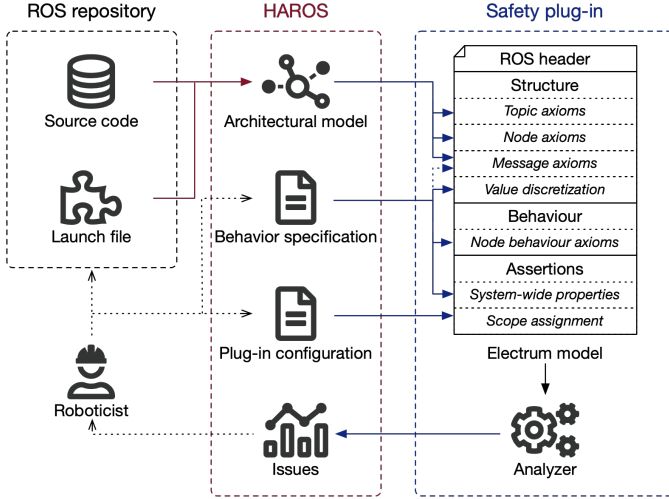 ROS repository
HAROS
Safety plug-in
Source code
Launch file
Roboticist
Architectural model
Behavior specification
Plug-in configuration
Issues
ROS header
Structure
Topic axioms
Node axioms
Message axioms
Value discretization
Behaviour
Node behaviour axioms
Assertions
System-wide properties
Scope assignment
Electrum model
Analyzer